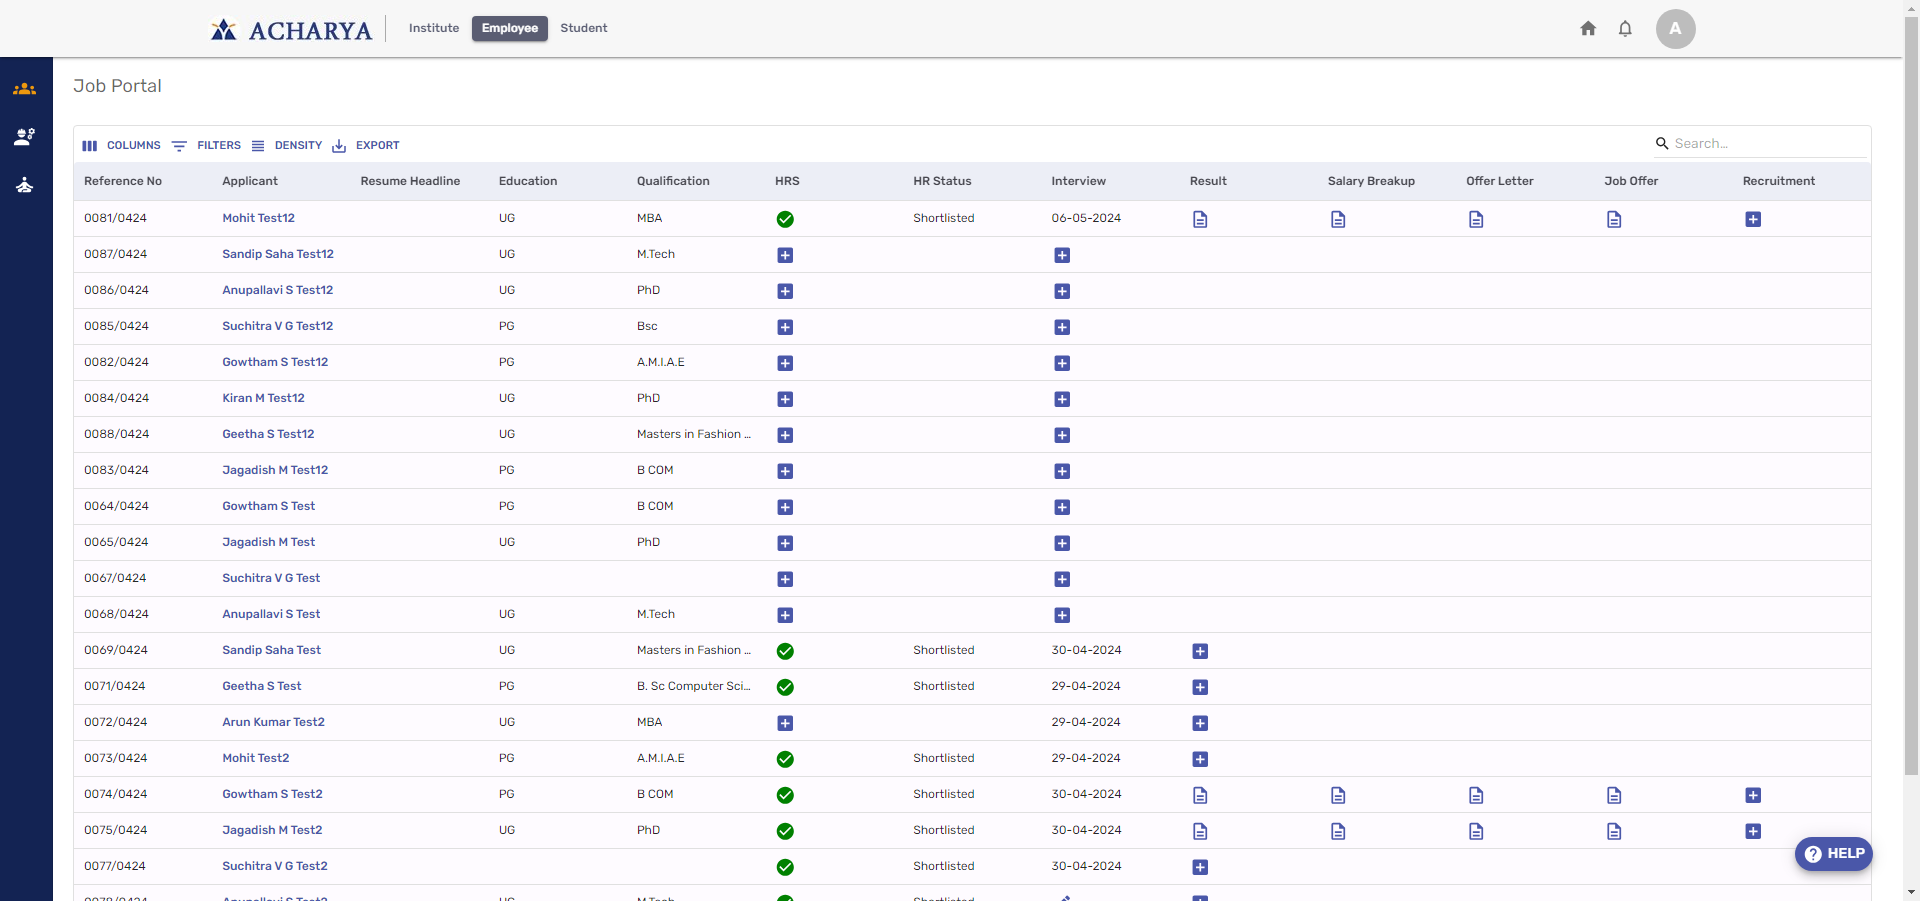 ACHARYA Institute Employee Student A
Job Portal
COLUMNS FILTERS DENSITY EXPORT Search…
Reference No Applicant Resume Headline Education Qualification HRS HR Status Interview Result Salary Breakup Offer Letter Job Offer Recruitment
0081/0424 Mohit Test12 UG MBA Shortlisted 06-05-2024
0087/0424 Sandip Saha Test12 UG M.Tech
0086/0424 Anupallavi S Test12 UG PhD
0085/0424 Suchitra V G Test12 PG Bsc
0082/0424 Gowtham S Test12 PG A.M.I.A.E
0084/0424 Kiran M Test12 UG PhD
0088/0424 Geetha S Test12 UG Masters in Fashion ...
0083/0424 Jagadish M Test12 PG B COM
0064/0424 Gowtham S Test PG B COM
0065/0424 Jagadish M Test UG PhD
0067/0424 Suchitra V G Test
0068/0424 Anupallavi S Test UG M.Tech
0069/0424 Sandip Saha Test UG Masters in Fashion ... Shortlisted 30-04-2024
0071/0424 Geetha S Test PG B. Sc Computer Sci... Shortlisted 29-04-2024
0072/0424 Arun Kumar Test2 UG MBA 29-04-2024
0073/0424 Mohit Test2 PG A.M.I.A.E Shortlisted 29-04-2024
0074/0424 Gowtham S Test2 PG B COM Shortlisted 30-04-2024
0075/0424 Jagadish M Test2 UG PhD Shortlisted 30-04-2024
HELP
0077/0424 Suchitra V G Test2 Shortlisted 30-04-2024
0078/0424 Anupallavi S Test2 UG M.Tech Shortlisted